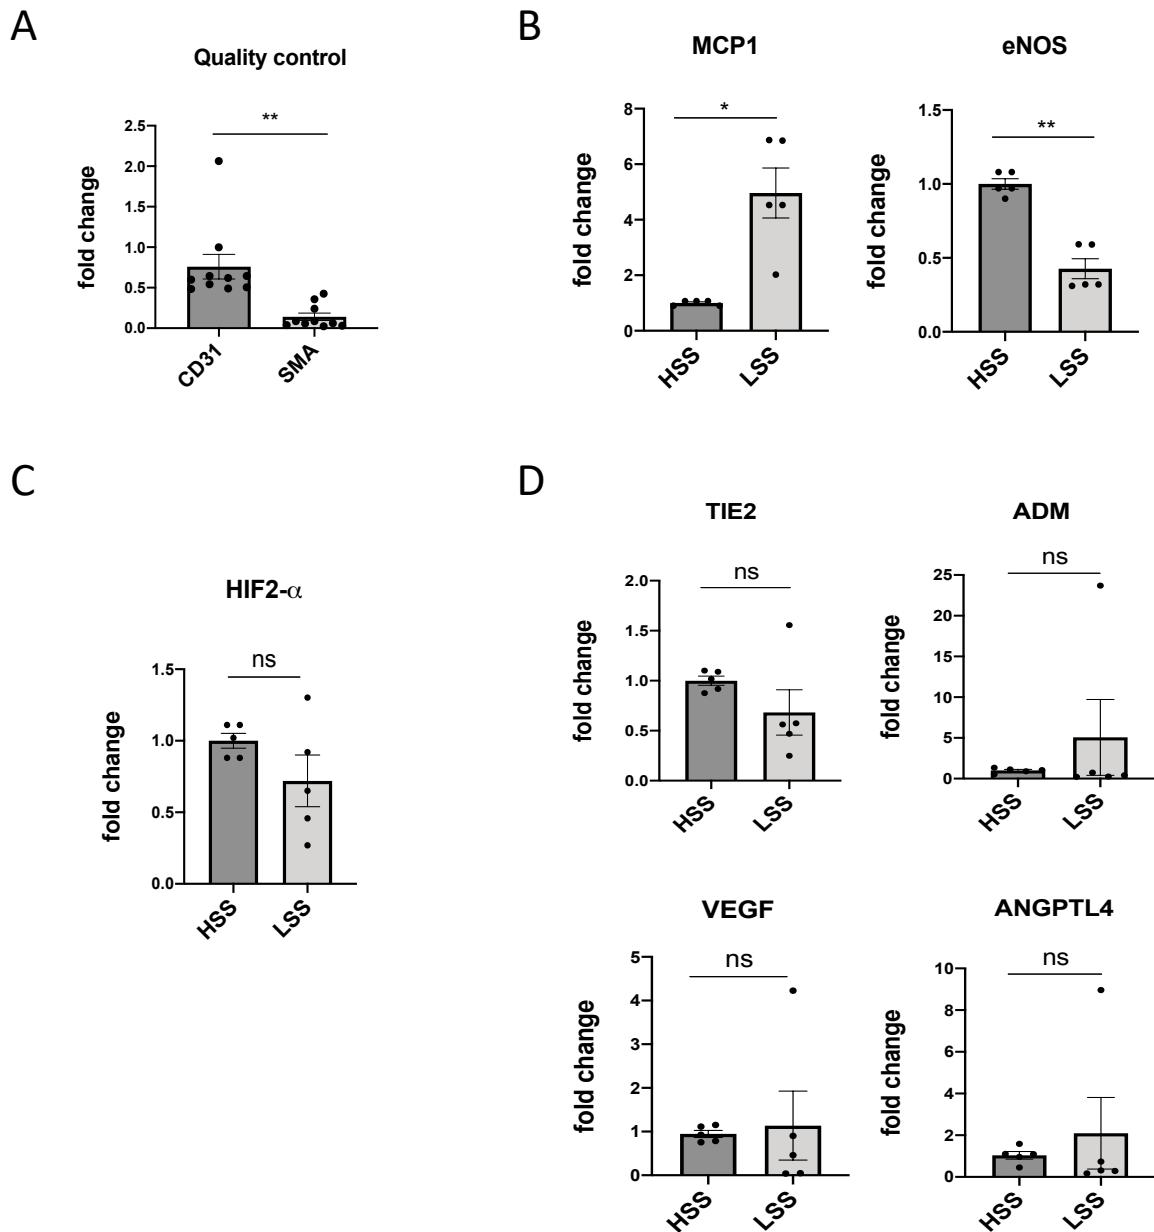 A
Quality control
**
fold change
2.5
2.0
1.5
1.0
0.5
0.0
CD31
SMA
B
MCP1
*
fold change
8
6
4
2
0
HSS
LSS
eNOS
**
fold change
1.5
1.0
0.5
0.0
HSS
LSS
C
HIF2-α
ns
fold change
1.5
1.0
0.5
0.0
HSS
LSS
D
TIE2
ns
fold change
2.0
1.5
1.0
0.5
0.0
HSS
LSS
ADM
ns
fold change
25
20
15
10
5
0
HSS
LSS
VEGF
ns
fold change
5
4
3
2
1
0
HSS
LSS
ANGPTL4
ns
fold change
10
8
6
4
2
0
HSS
LSS